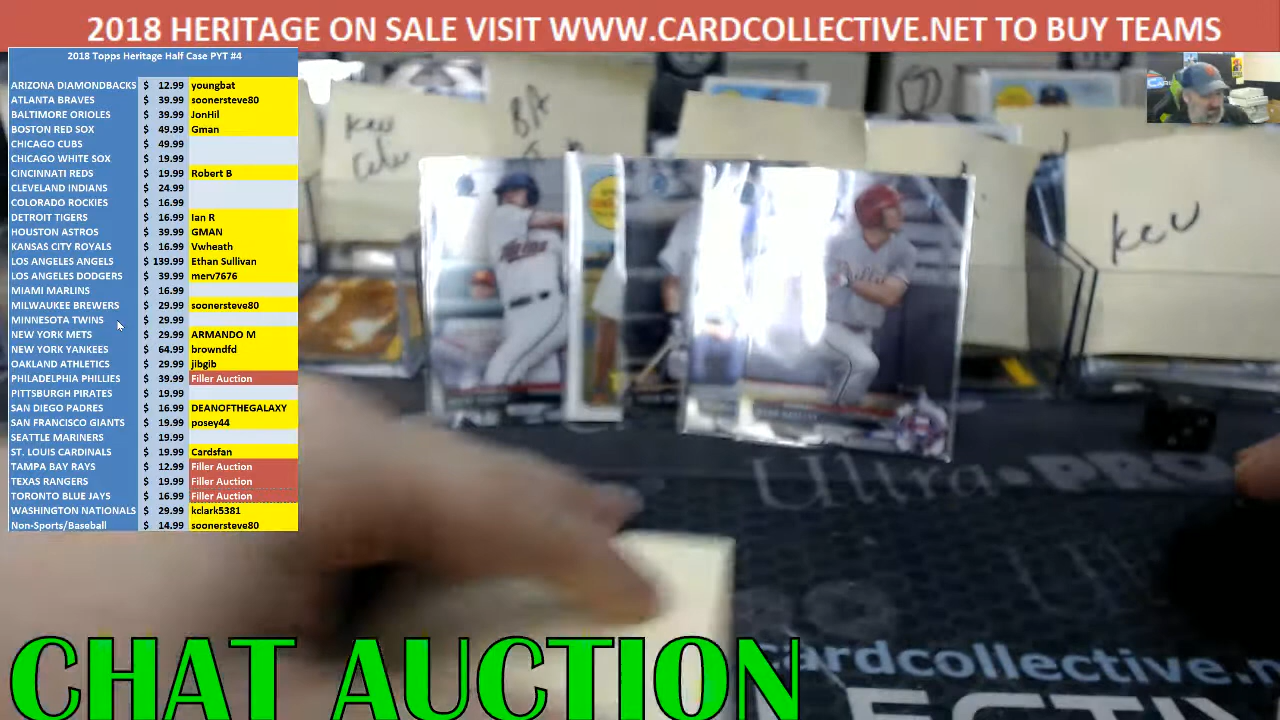 2018 HERITAGE ON SALE VISIT WWW.CARDCOLLECTIVE.NET TO BUY TEAMS
2018 Topps Heritage Half Case PYT #4
ARIZONA DIAMONDBACKS $ 12.99 youngbat
ATLANTA BRAVES $ 39.99 soonersteve80
BALTIMORE ORIOLES $ 39.99 JonHil
BOSTON RED SOX $ 49.99 Gman
CHICAGO CUBS $ 49.99
CHICAGO WHITE SOX $ 19.99
CINCINNATI REDS $ 19.99 Robert B
CLEVELAND INDIANS $ 24.99
COLORADO ROCKIES $ 16.99
DETROIT TIGERS $ 16.99 Ian R
HOUSTON ASTROS $ 39.99 GMAN
KANSAS CITY ROYALS $ 16.99 Vwheath
LOS ANGELES ANGELS $ 139.99 Ethan Sullivan
LOS ANGELES DODGERS $ 39.99 merv7676
MIAMI MARLINS $ 16.99
MILWAUKEE BREWERS $ 29.99 soonersteve80
MINNESOTA TWINS $ 29.99
NEW YORK METS $ 29.99 ARMANDO M
NEW YORK YANKEES $ 64.99 browndfd
OAKLAND ATHLETICS $ 29.99 jibgib
PHILADELPHIA PHILLIES $ 39.99 Filler Auction
PITTSBURGH PIRATES $ 19.99
SAN DIEGO PADRES $ 16.99 DEANOFTHEGALAXY
SAN FRANCISCO GIANTS $ 19.99 posey44
SEATTLE MARINERS $ 19.99
ST. LOUIS CARDINALS $ 19.99 Cardsfan
TAMPA BAY RAYS $ 12.99 Filler Auction
TEXAS RANGERS $ 19.99 Filler Auction
TORONTO BLUE JAYS $ 16.99 Filler Auction
WASHINGTON NATIONALS $ 29.99 kclark5381
Non-Sports/Baseball $ 14.99 soonersteve80
Kev
Kev
Twins
Phillies
Ultra PRO
cardcollective.n
CHAT AUCTION